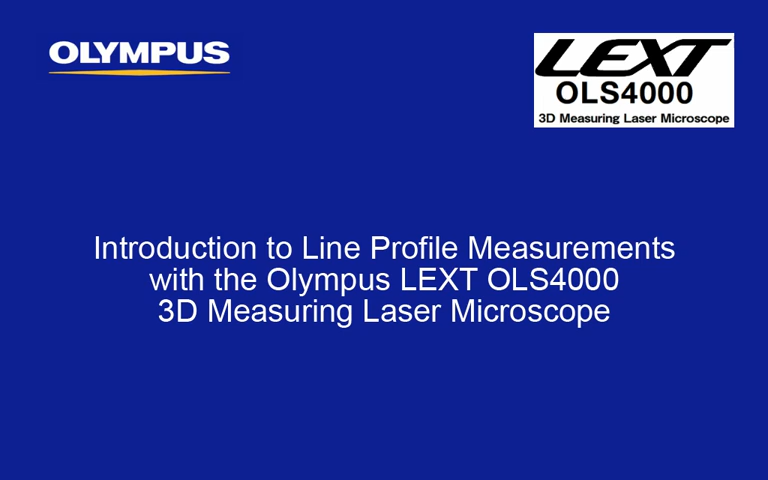 OLYMPUS
LEXT
OLS4000
3D Measuring Laser Microscope
Introduction to Line Profile Measurements
with the Olympus LEXT OLS4000
3D Measuring Laser Microscope